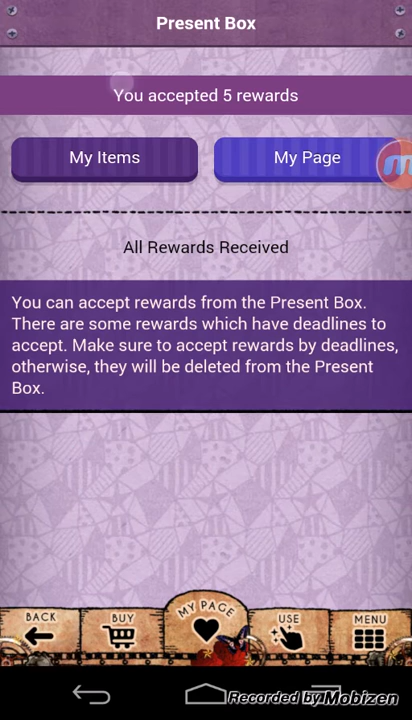 Present Box
You accepted 5 rewards
My Items
My Page
All Rewards Received
You can accept rewards from the Present Box.
There are some rewards which have deadlines to
accept. Make sure to accept rewards by deadlines,
otherwise, they will be deleted from the Present
Box.
BACK
BUY
MY PAGE
USE
MENU
Recorded by Mobizen